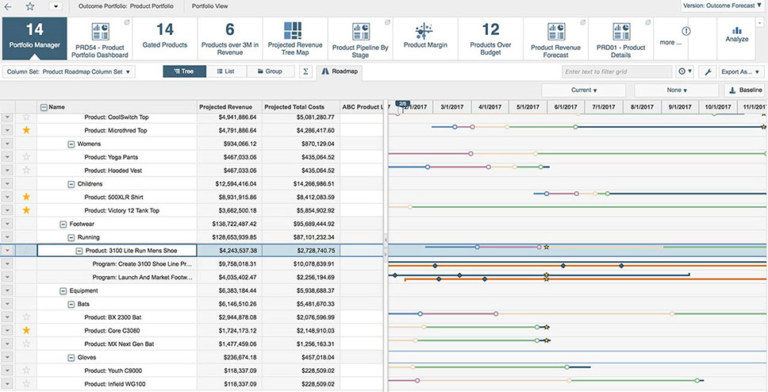 Outcome Portfolio: Product Portfolio Portfolio View Version: Outcome Forecast
14 Portfolio Manager
PRD54 - Product Portfolio Dashboard
14 Gated Products
6 Products over 3M in Revenue
Projected Revenue Tree Map
Product Pipeline By Stage
Product Margin
12 Products Over Budget
Product Revenue Forecast
PRD01 - Product Details
more ...
Analyze
Column Set: Product Roadmap Column Set Tree List Group Σ Roadmap Enter text to filter grid Export As...
Current None Baseline
Name Projected Revenue Projected Total Costs ABC Product L 2/1/2017 3/1/2017 4/1/2017 5/1/2017 6/1/2017 7/1/2017 8/1/2017 9/1/2017 10/1/2017 11/1/201
Product: CoolSwitch Top $4,941,886.64 $5,081,280.77
Product: Microthred Top $4,791,886.64 $4,286,417.60
Womens $934,066.12 $870,129.04
Product: Yoga Pants $467,033.06 $435,064.52
Product: Hooded Vest $467,033.06 $435,064.52
Childrens $12,594,416.04 $14,266,986.51
Product: 500XLR Shirt $8,931,915.86 $8,412,083.59
Product: Victory 12 Tank Top $3,662,500.18 $5,854,902.92
Footwear $138,722,487.42 $95,689,444.92
Running $128,653,939.85 $87,101,232.34
Product: 3100 Lite Run Mens Shoe $4,243,537.38 $2,728,740.75
Program: Create 3100 Shoe Line Pr... $9,758,018.31 $10,078,839.91
Program: Launch And Market Footw... $4,035,402.47 $2,256,194.69
Equipment $6,383,184.44 $5,938,688.37
Bats $6,146,510.26 $5,481,670.33
Product: BX 2300 Bat $2,944,878.08 $2,076,596.99
Product: Core C3080 $1,724,173.12 $2,148,910.03
Product: MX Next Gen Bat $1,477,459.06 $1,256,163.31
Gloves $236,674.18 $457,018.04
Product: Youth C9000 $118,337.09 $228,509.02
Product: Infield WG100 $118,337.09 $228,509.02